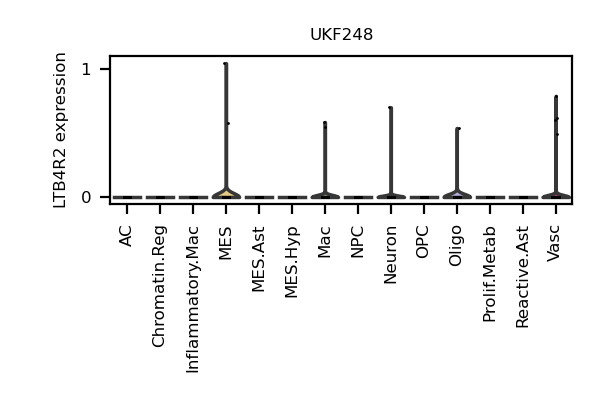 UKF248
LTB4R2 expression
1
0
AC
Chromatin.Reg
Inflammatory.Mac
MES
MES.Ast
MES.Hyp
Mac
NPC
Neuron
OPC
Oligo
Prolif.Metab
Reactive.Ast
Vasc